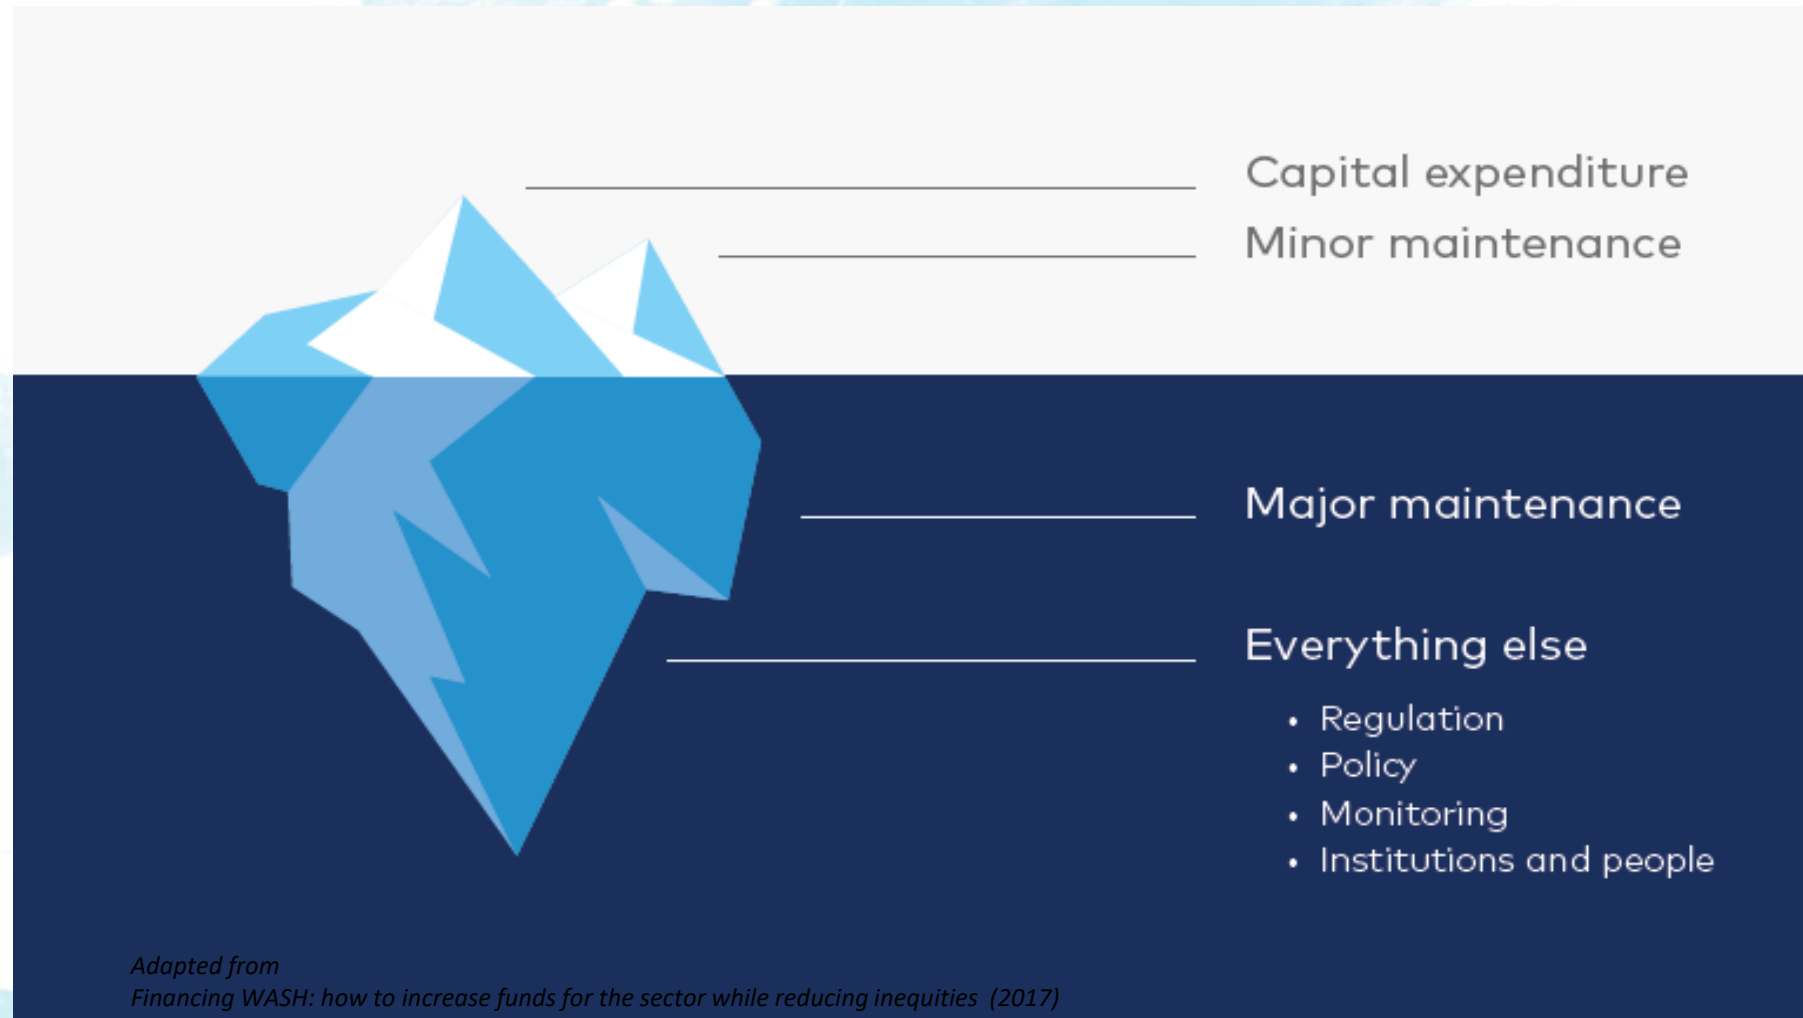 Capital expenditure
Minor maintenance
Major maintenance
Everything else
• Regulation
• Policy
• Monitoring
• Institutions and people
Adapted from
Financing WASH: how to increase funds for the sector while reducing inequities (2017)